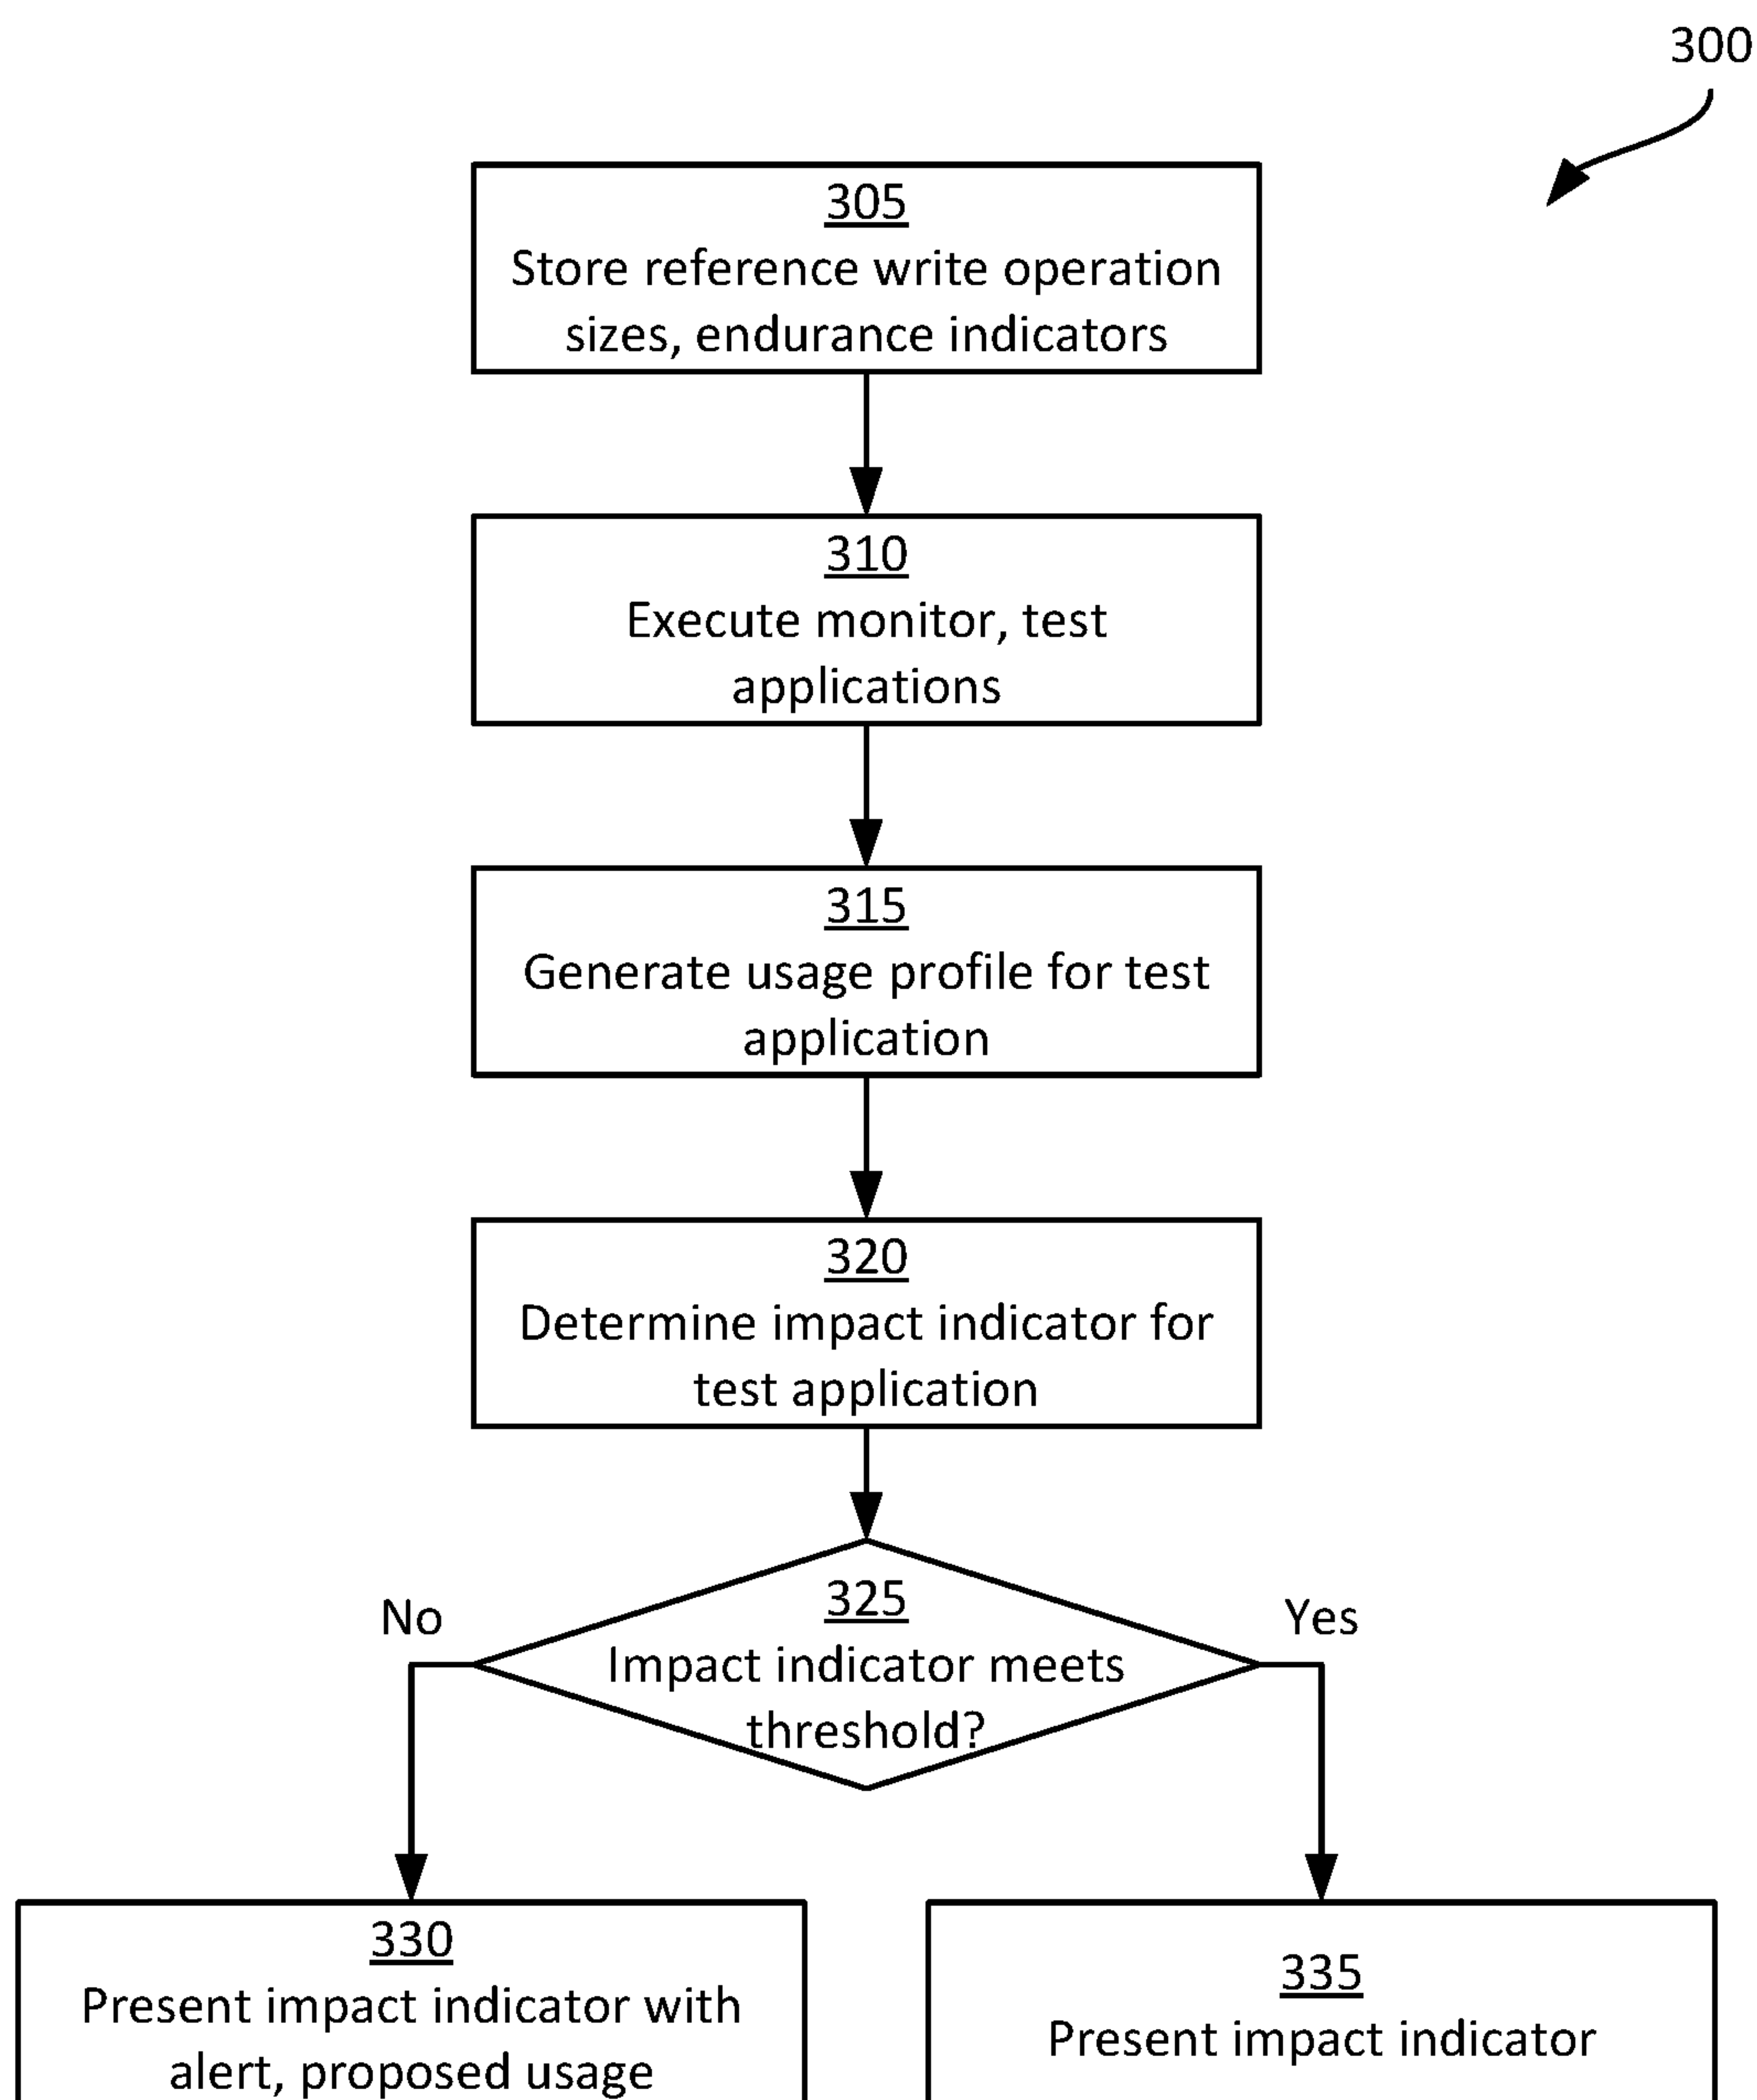 300
305
Store reference write operation
sizes, endurance indicators
310
Execute monitor, test
applications
315
Generate usage profile for test
application
320
Determine impact indicator for
test application
325
Impact indicator meets
threshold?
No
Yes
330
Present impact indicator with
alert, proposed usage
335
Present impact indicator